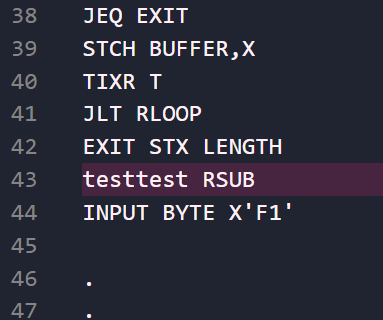 38 JEQ EXIT
39 STCH BUFFER,X
40 TIXR T
41 JLT RLOOP
42 EXIT STX LENGTH
43 testtest RSUB
44 INPUT BYTE X'F1'
45
46 .
47 .